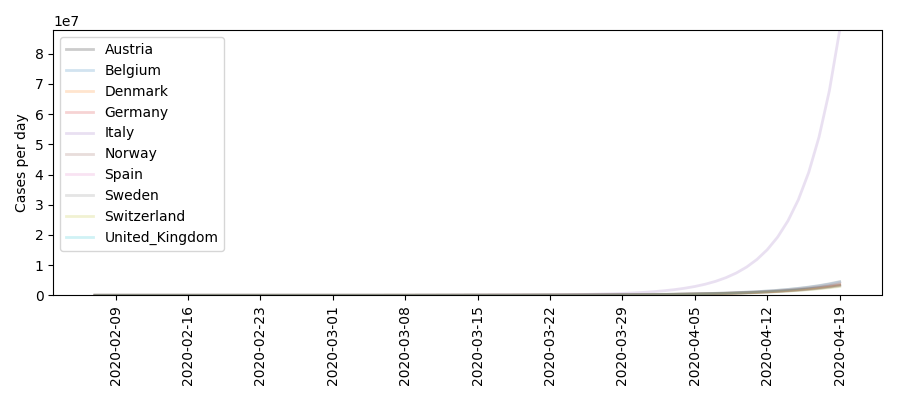 1e7
Cases per day
8
7
6
5
4
3
2
1
0
Austria
Belgium
Denmark
Germany
Italy
Norway
Spain
Sweden
Switzerland
United_Kingdom
2020-02-09
2020-02-16
2020-02-23
2020-03-01
2020-03-08
2020-03-15
2020-03-22
2020-03-29
2020-04-05
2020-04-12
2020-04-19